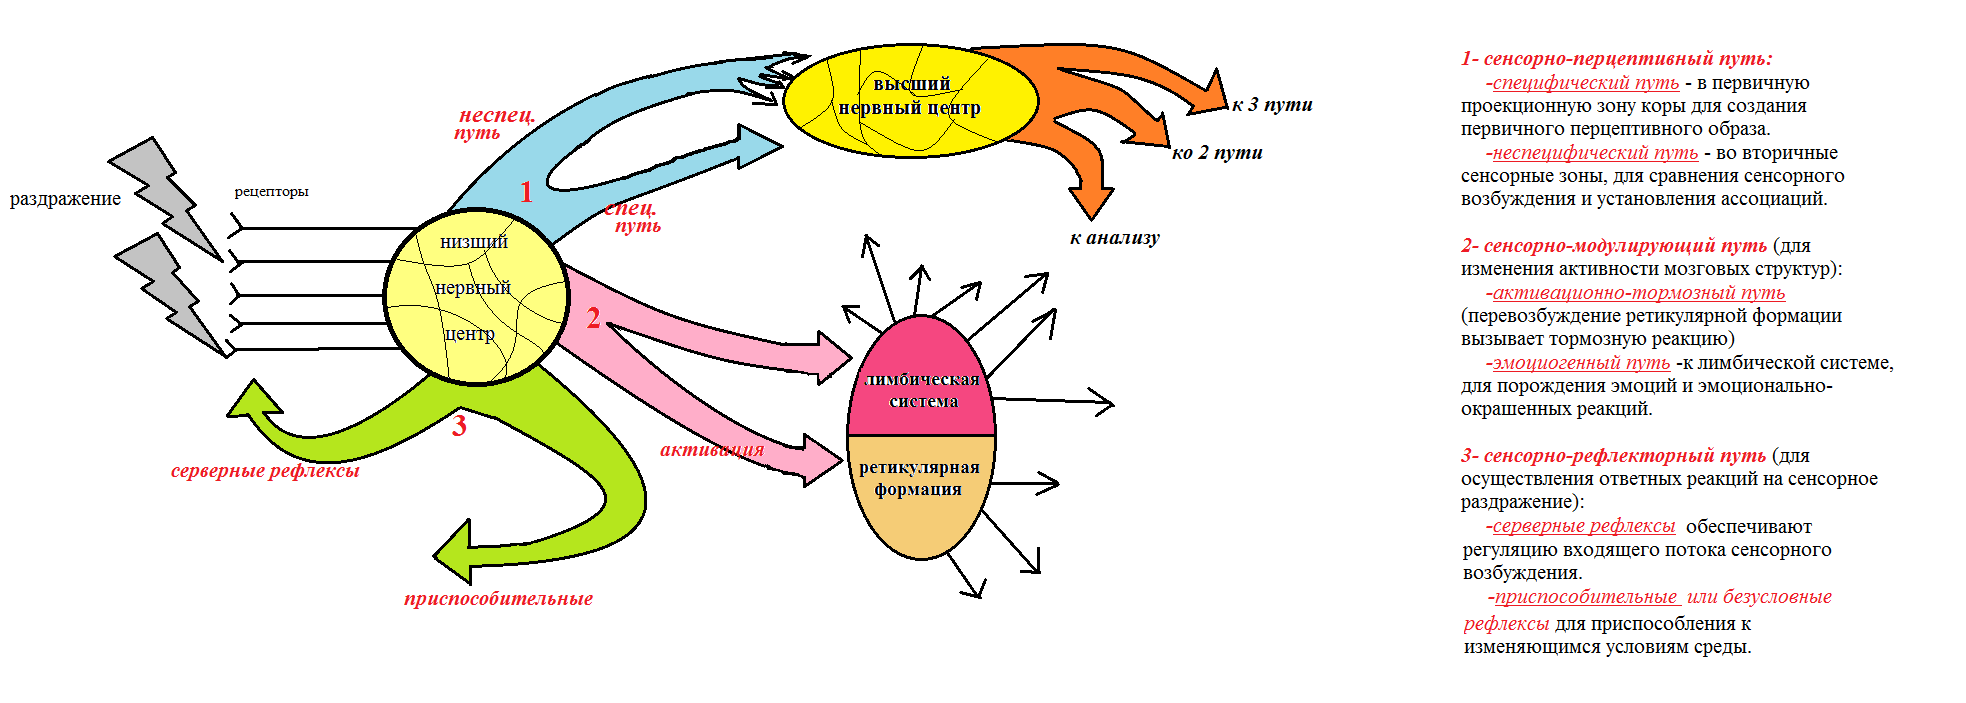 раздражение
рецепторы
неспец.
путь
1
спец.
путь
низший
нервный
центр
2
3
серверные рефлексы
приспособительные
активация
высший
нервный центр
к 3 пути
ко 2 пути
к анализу
лимбическая
система
ретикулярная
формация
1- сенсорно-перцептивный путь:
-специфический путь - в первичную
проекционную зону коры для создания
первичного перцептивного образа.
-неспецифический путь - во вторичные
сенсорные зоны, для сравнения сенсорного
возбуждения и установления ассоциаций.
2- сенсорно-модулирующий путь (для
изменения активности мозговых структур):
-активационно-тормозный путь
(перевозбуждение ретикулярной формации
вызывает тормозную реакцию)
-эмоциогенный путь -к лимбической системе,
для порождения эмоций и эмоционально-
окрашенных реакций.
3- сенсорно-рефлекторный путь (для
осуществления ответных реакций на сенсорное
раздражение):
-серверные рефлексы обеспечивают
регуляцию входящего потока сенсорного
возбуждения.
-приспособительные или безусловные
рефлексы для приспособления к
изменяющимся условиям среды.